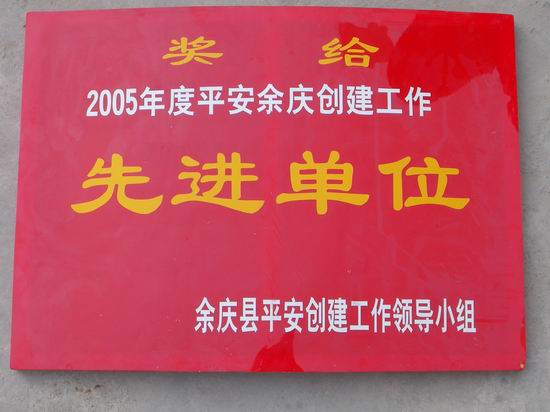 奖给
2005年度平安余庆创建工作
先进单位
余庆县平安创建工作领导小组